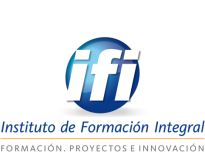 ifi
Instituto de Formación Integral
FORMACIÓN, PROYECTOS E INNOVACIÓN